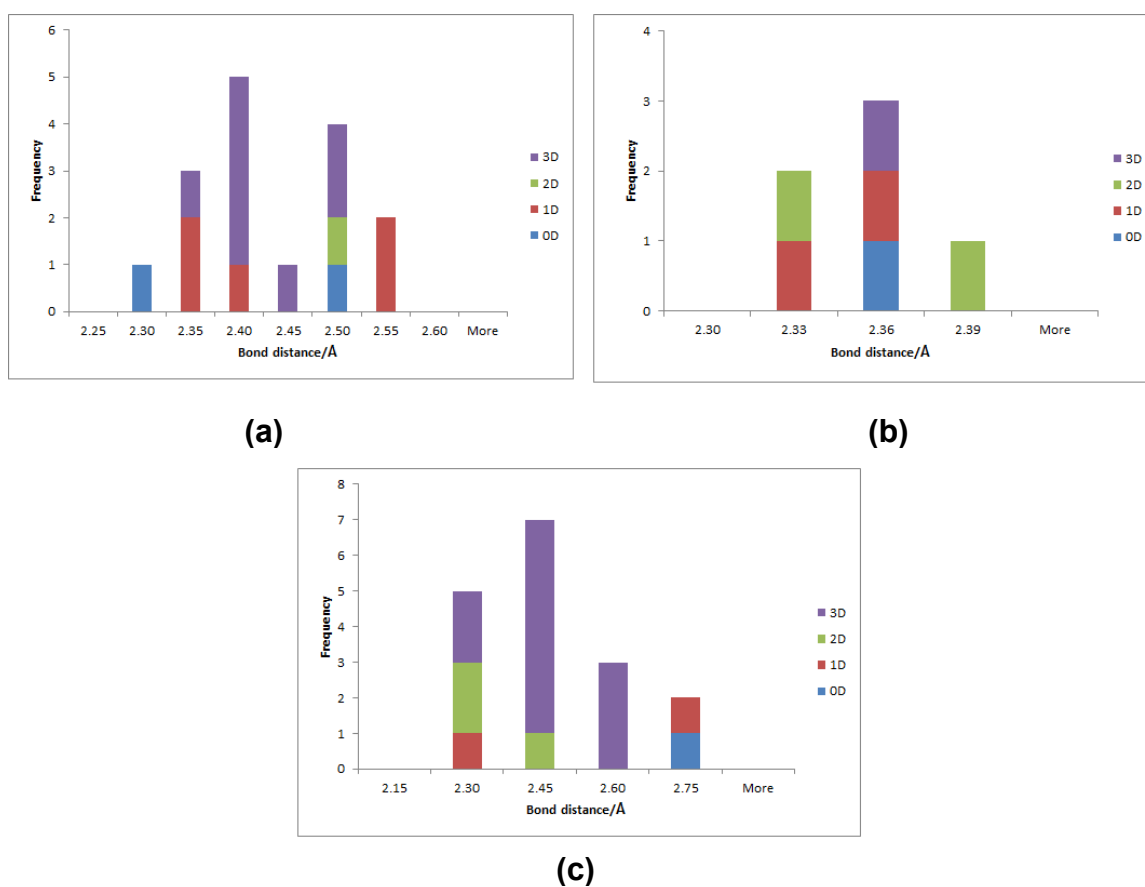 6
5
4
3
2
1
0
Frequency
2.25 2.30 2.35 2.40 2.45 2.50 2.55 2.60 More
Bond distance/Å
3D
2D
1D
0D
(a)
4
3
2
1
0
Frequency
2.30 2.33 2.36 2.39 More
Bond distance/Å
3D
2D
1D
0D
(b)
8
7
6
5
4
3
2
1
0
Frequency
2.15 2.30 2.45 2.60 2.75 More
Bond distance/Å
3D
2D
1D
0D
(c)